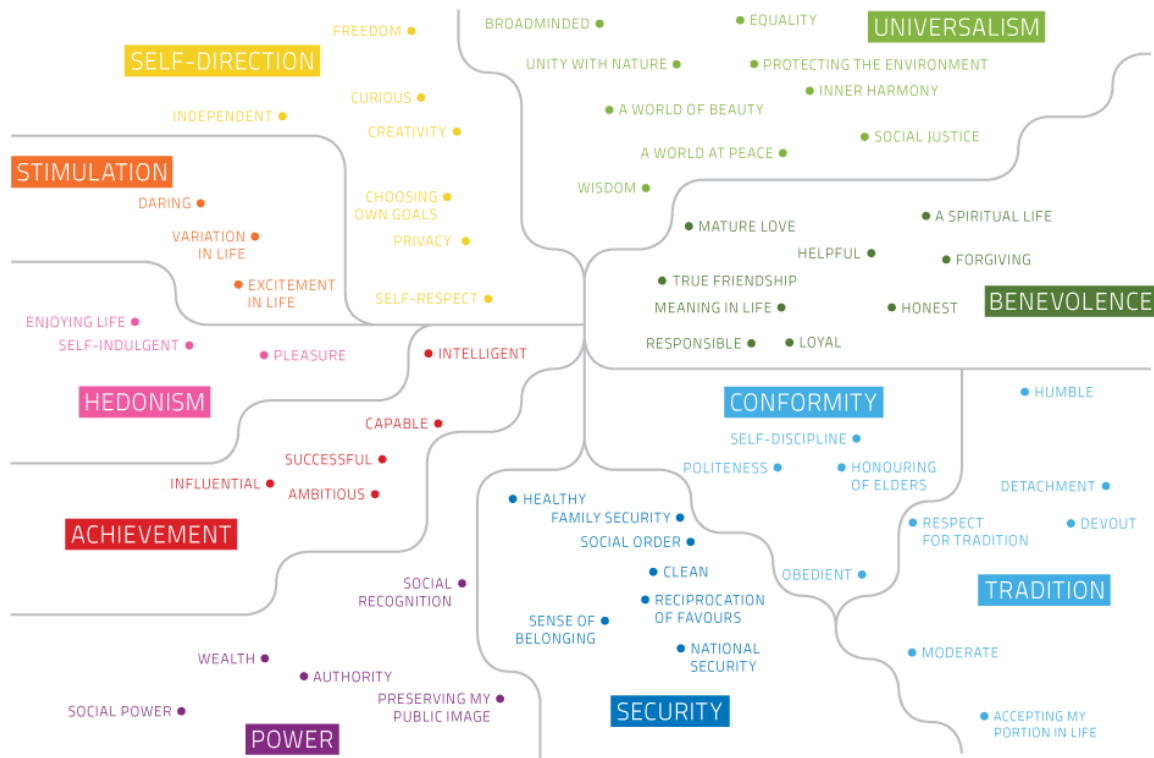 FREEDOM
SELF-DIRECTION
CURIOUS
INDEPENDENT
CREATIVITY
CHOOSING
OWN GOALS
PRIVACY
SELF-RESPECT
BROADMINDED
EQUALITY
UNIVERSALISM
UNITY WITH NATURE
PROTECTING THE ENVIRONMENT
INNER HARMONY
A WORLD OF BEAUTY
SOCIAL JUSTICE
A WORLD AT PEACE
WISDOM
STIMULATION
DARING
VARIATION
IN LIFE
EXCITEMENT
IN LIFE
MATURE LOVE
A SPIRITUAL LIFE
HELPFUL
FORGIVING
TRUE FRIENDSHIP
MEANING IN LIFE
HONEST
BENEVOLENCE
RESPONSIBLE
LOYAL
ENJOYING LIFE
SELF-INDULGENT
PLEASURE
HEDONISM
INTELLIGENT
CAPABLE
SUCCESSFUL
INFLUENTIAL
AMBITIOUS
ACHIEVEMENT
CONFORMITY
SELF-DISCIPLINE
POLITENESS
HONOURING
OF ELDERS
OBEDIENT
HUMBLE
DETACHMENT
RESPECT
FOR TRADITION
DEVOUT
TRADITION
MODERATE
ACCEPTING MY
PORTION IN LIFE
HEALTHY
FAMILY SECURITY
SOCIAL ORDER
CLEAN
RECIPROCATION
OF FAVOURS
SENSE OF
BELONGING
NATIONAL
SECURITY
SECURITY
SOCIAL
RECOGNITION
WEALTH
AUTHORITY
PRESERVING MY
PUBLIC IMAGE
SOCIAL POWER
POWER